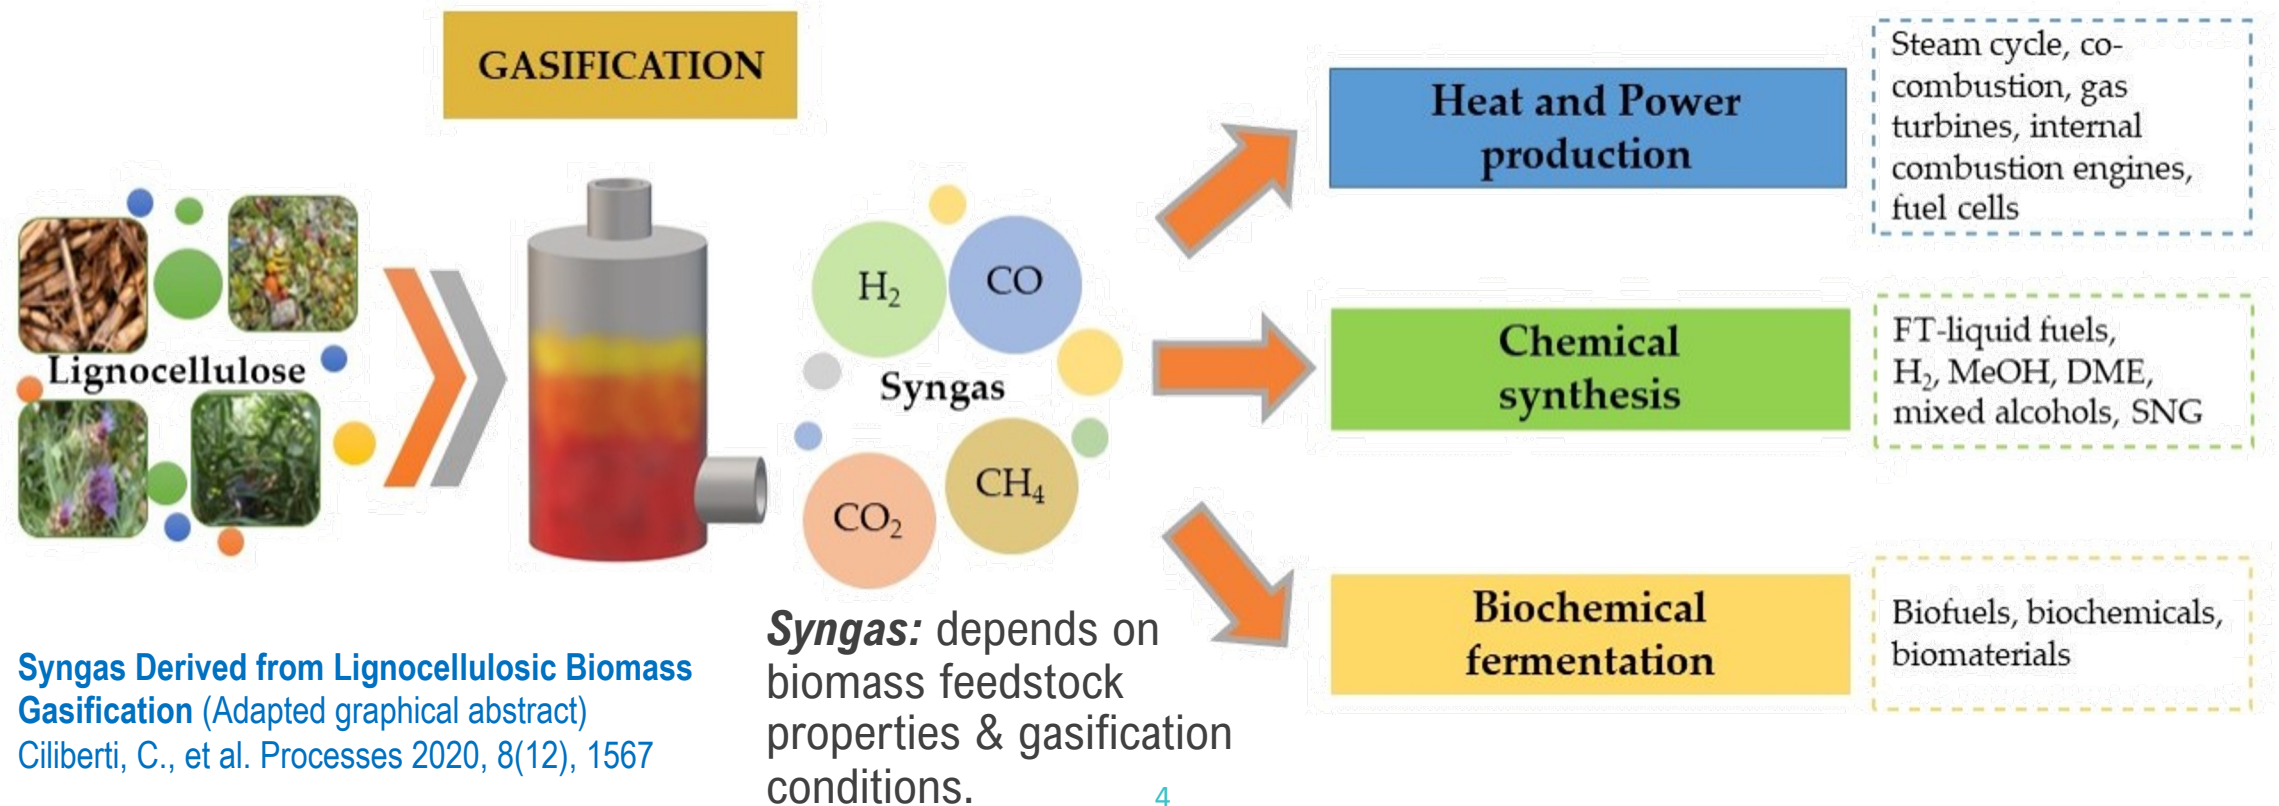 GASIFICATION
Lignocellulose
H₂
CO
Syngas
CO₂
CH₄
Heat and Power
production
Steam cycle, co-
combustion, gas
turbines, internal
combustion engines,
fuel cells
Chemical
synthesis
FT-liquid fuels,
H₂, MeOH, DME,
mixed alcohols, SNG
Biochemical
fermentation
Biofuels, biochemicals,
biomaterials
Syngas Derived from Lignocellulosic Biomass
Gasification (Adapted graphical abstract)
Ciliberti, C., et al. Processes 2020, 8(12), 1567
Syngas: depends on
biomass feedstock
properties & gasification
conditions.
4